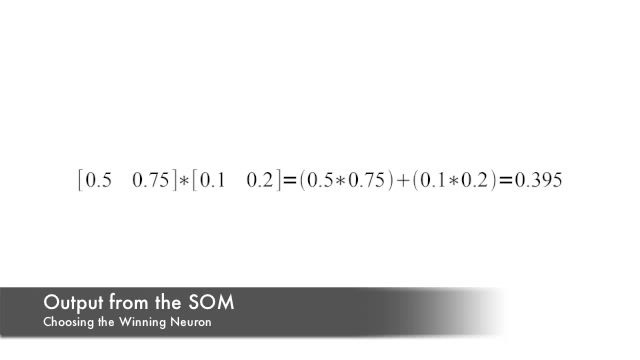 [0.5 0.75]*[0.1 0.2]=(0.5*0.75)+(0.1*0.2)=0.395
Output from the SOM
Choosing the Winning Neuron